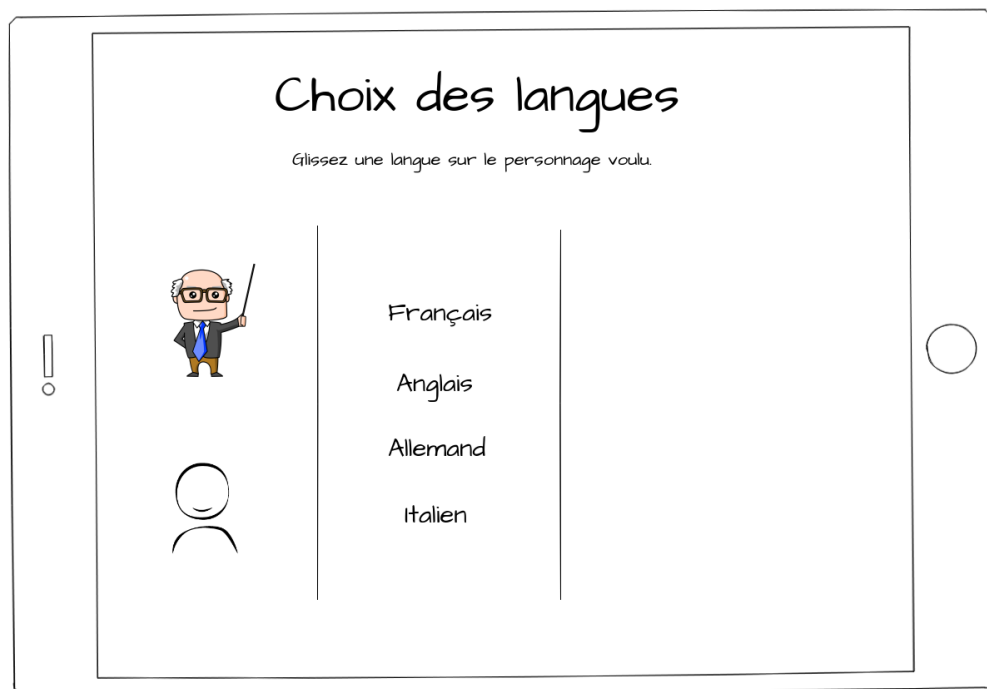 Choix des langues
Glissez une langue sur le personnage voulu.
Français
Anglais
Allemand
Italien